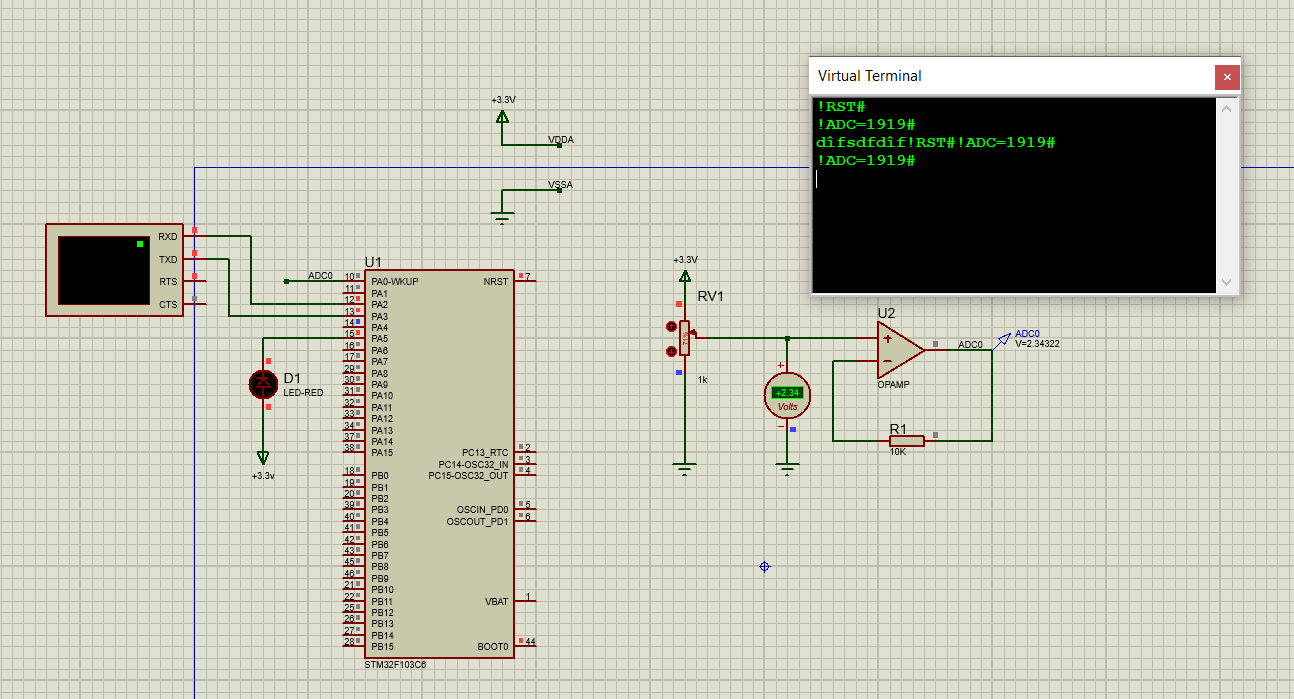 Virtual Terminal
!RST#
!ADC=1919#
dîfsdfdîf!RST#!ADC=1919#
!ADC=1919#
+3.3V
VDDA
VSSA
RXD
TXD
RTS
CTS
U1
ADC0
10 PA0-WKUP
11 PA1
12 PA2
13 PA3
14 PA4
15 PA5
16 PA6
17 PA7
29 PA8
30 PA9
31 PA10
32 PA11
33 PA12
34 PA13
37 PA14
38 PA15
18 PB0
19 PB1
20 PB2
39 PB3
40 PB4
41 PB5
42 PB6
43 PB7
45 PB8
46 PB9
21 PB10
22 PB11
25 PB12
26 PB13
27 PB14
28 PB15
NRST 7
PC13_RTC 2
PC14-OSC32_IN 3
PC15-OSC32_OUT 4
OSCIN_PD0 5
OSCOUT_PD1 6
VBAT 1
BOOT0 44
STM32F103C6
D1
LED-RED
+3.3v
+3.3V
RV1
71%
1k
+2.34
Volts
U2
OPAMP
ADC0
ADC0
V=2.34322
R1
10K